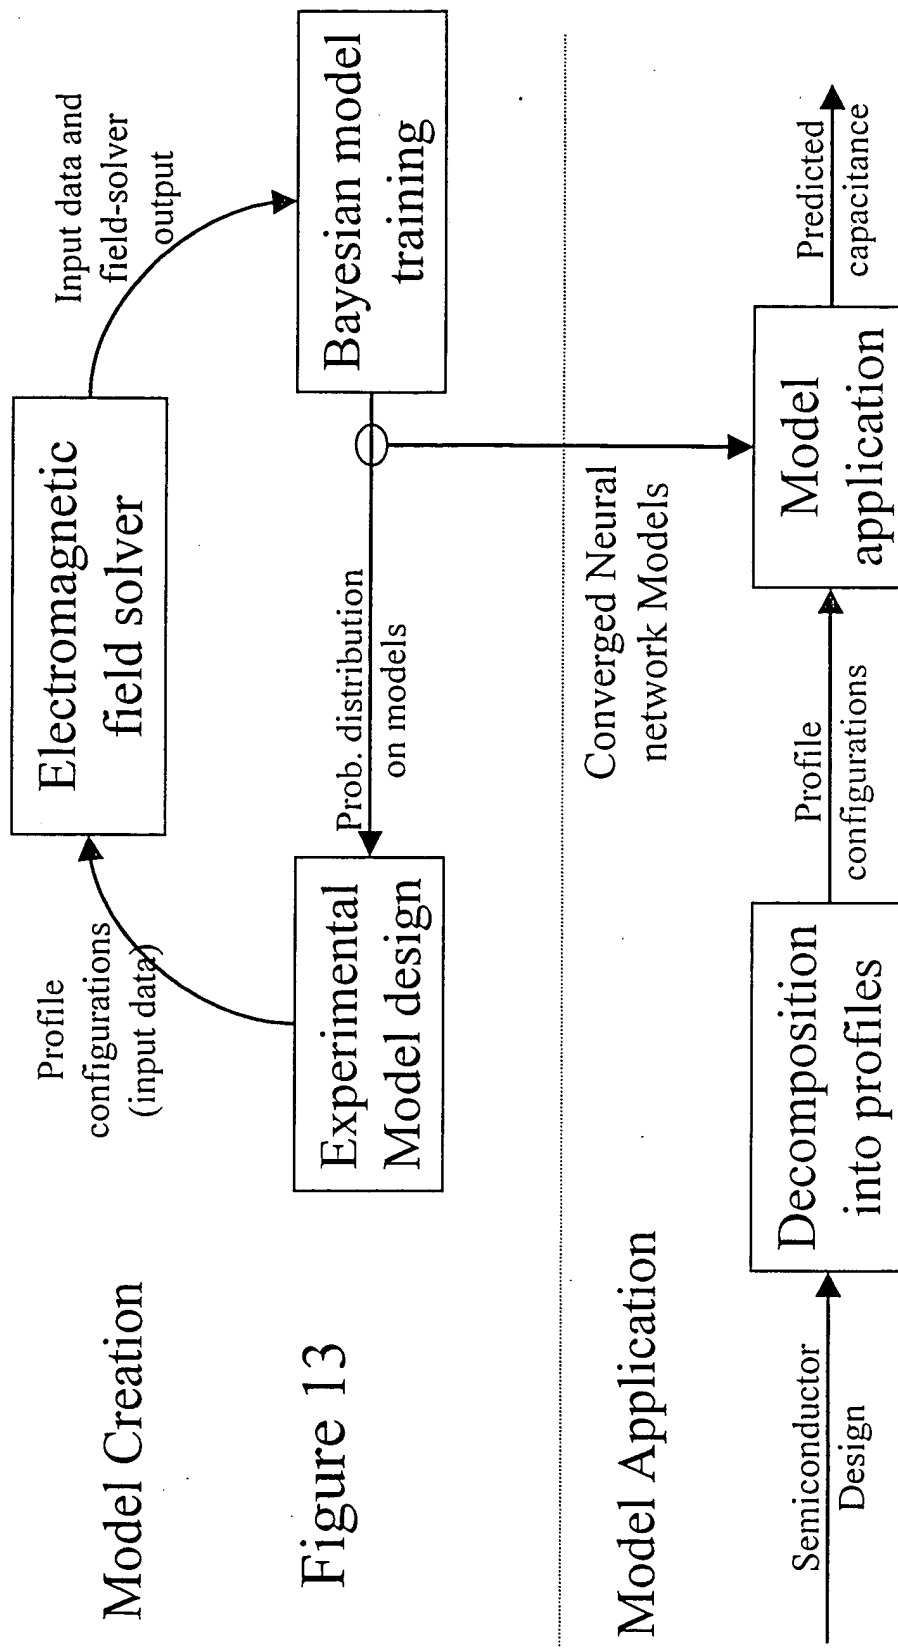 Model Creation
Figure 13
Profile
configurations
(input data)
Electromagnetic
field solver
Input data and
field-solver
output
Experimental
Model design
Prob. distribution
on models
Bayesian model
training
Model Application
Converged Neural
network Models
Semiconductor
Design
Decomposition
into profiles
Profile
configurations
Model
application
Predicted
capacitance